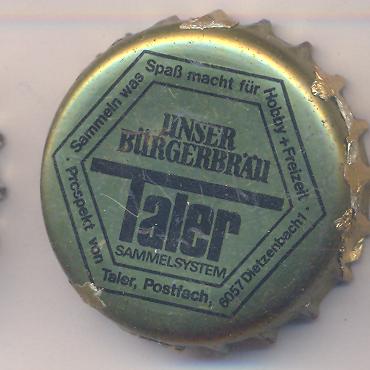 Sammeln was Spaß macht für Hobby + Freizeit ·
UNSER
BÜRGERBRÄU
Taler
SAMMELSYSTEM
· Prospekt von Taler, Postfach, 6057 Dietzenbach 1 ·